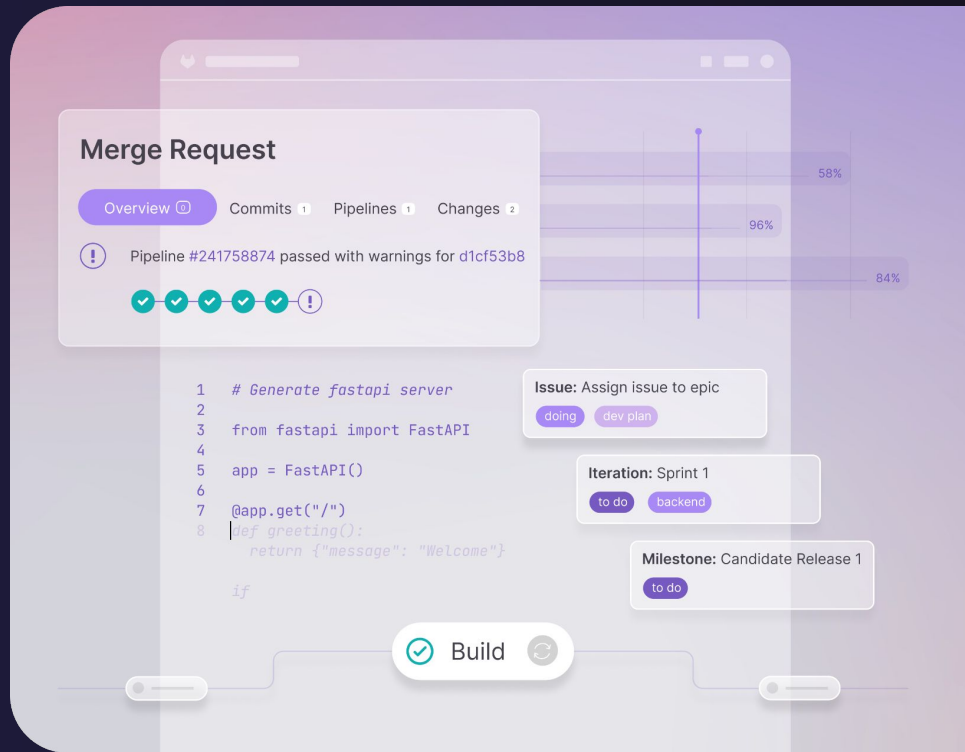 Merge Request
Overview 0 Commits 1 Pipelines 1 Changes 2
Pipeline #241758874 passed with warnings for d1cf53b8
58%
96%
84%
1 # Generate fastapi server
2
3 from fastapi import FastAPI
4
5 app = FastAPI()
6
7 @app.get("/")
8 def greeting():
return {"message": "Welcome"}
if
Issue: Assign issue to epic
doing dev plan
Iteration: Sprint 1
to do backend
Milestone: Candidate Release 1
to do
Build